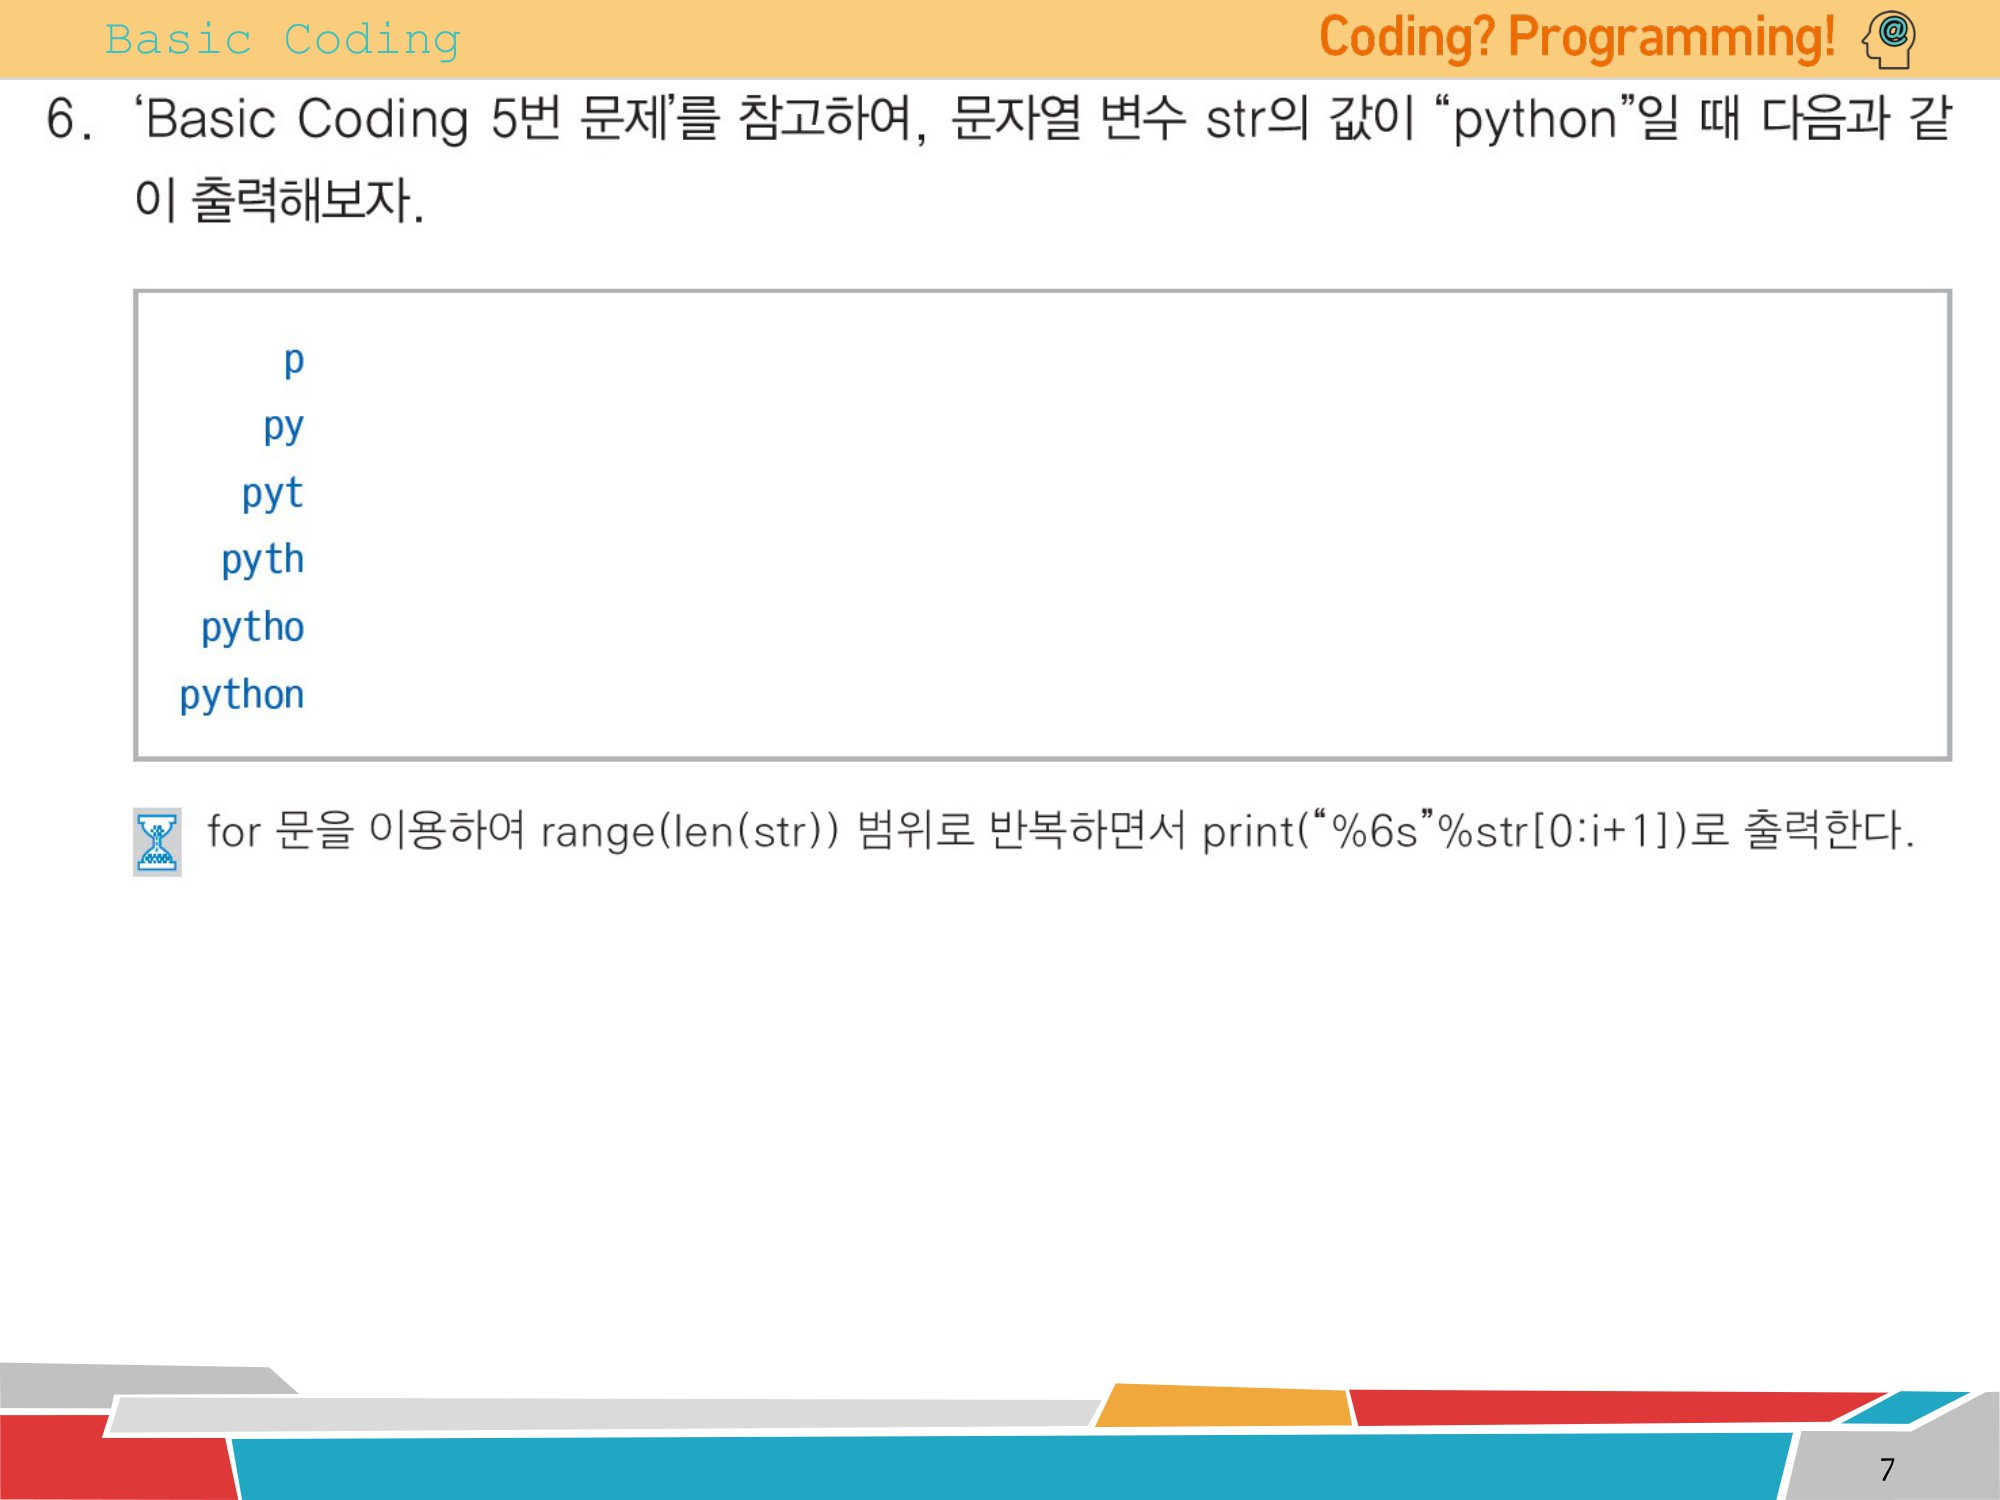 Basic Coding
Coding? Programming!
6. ‘Basic Coding 5번 문제’를 참고하여, 문자열 변수 str의 값이 “python”일 때 다음과 같
이 출력해보자.
p
py
pyt
pyth
pytho
python
for 문을 이용하여 range(len(str)) 범위로 반복하면서 print(“%6s”%str[0:i+1])로 출력한다.
7